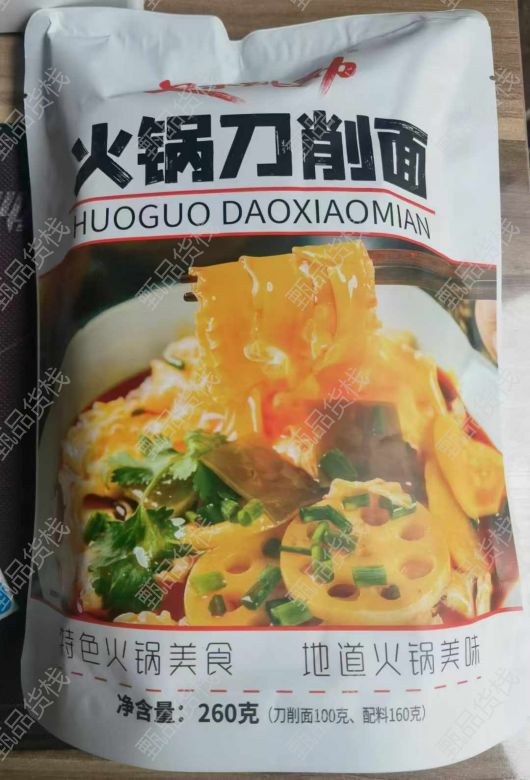 火锅刀削面
HUOGUO DAOXIAOMIAN
特色火锅美食 地道火锅美味
净含量：260克（刀削面100克、配料160克）
甄品货栈